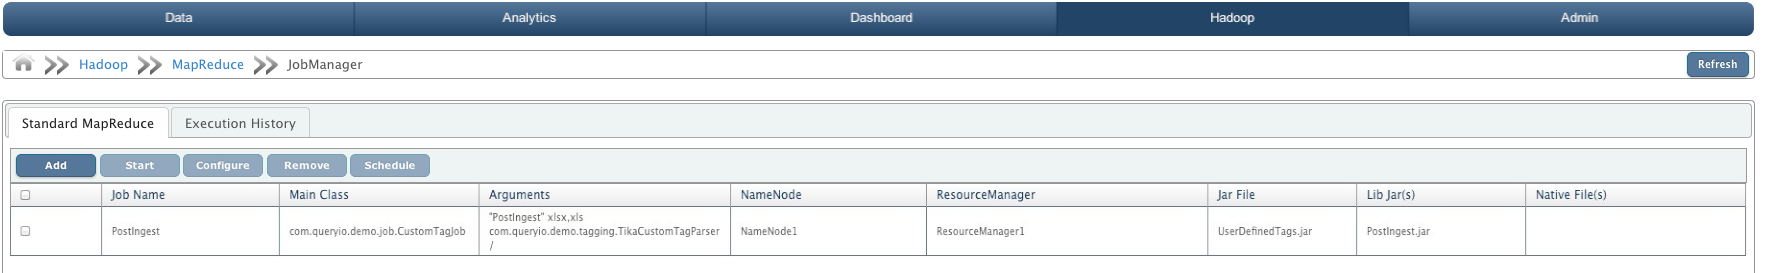 Data Analytics Dashboard Hadoop Admin
Hadoop MapReduce JobManager Refresh
Standard MapReduce Execution History
Add Start Configure Remove Schedule
Job Name Main Class Arguments NameNode ResourceManager Jar File Lib Jar(s) Native File(s)
"PostIngest" xlsx,xls
PostIngest com.queryio.demo.job.CustomTagJob com.queryio.demo.tagging.TikaCustomTagParser NameNode1 ResourceManager1 UserDefinedTags.jar PostIngest.jar
/